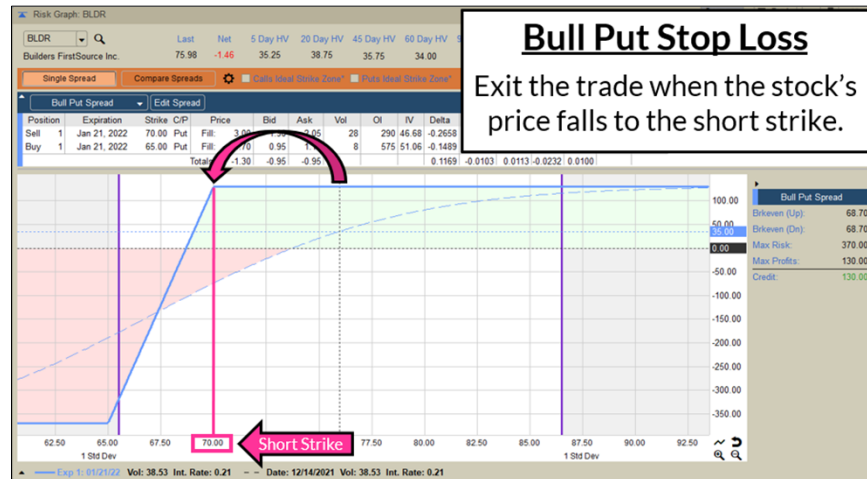 Risk Graph: BLDR
BLDR
Last Net 5 Day HV 20 Day HV 45 Day HV 60 Day HV
Builders FirstSource Inc. 75.98 -1.46 35.25 38.75 35.75 34.00
Bull Put Stop Loss
Exit the trade when the stock's
price falls to the short strike.
Single Spread Compare Spreads Calls Ideal Strike Zone* Puts Ideal Strike Zone*
Bull Put Spread Edit Spread
Position Expiration Strike C/P Price Bid Ask Vol OI IV Delta
Sell 1 Jan 21, 2022 70.00 Put Fill: 28 290 46.68 -0.2658
Buy 1 Jan 21, 2022 65.00 Put Fill: 0.95 8 575 51.06 -0.1489
-1.30 -0.95 -0.95 0.1169 -0.0103 0.0113 -0.0232 0.0100
Bull Put Spread
Brkeven (Up): 68.70
Brkeven (Dn): 68.70
Max Risk: 370.00
Max Profits: 130.00
Credit: 130.00
100.00
50.00
35.00
0.00
-50.00
-100.00
-150.00
-200.00
-250.00
-300.00
-350.00
62.50 65.00 67.50 70.00 Short Strike 77.50 80.00 82.50 85.00 87.50 90.00 92.50
1 Std Dev 1 Std Dev
Exp 1: 01/21/22 Vol: 38.53 Int. Rate: 0.21 Date: 12/14/2021 Vol: 38.53 Int. Rate: 0.21